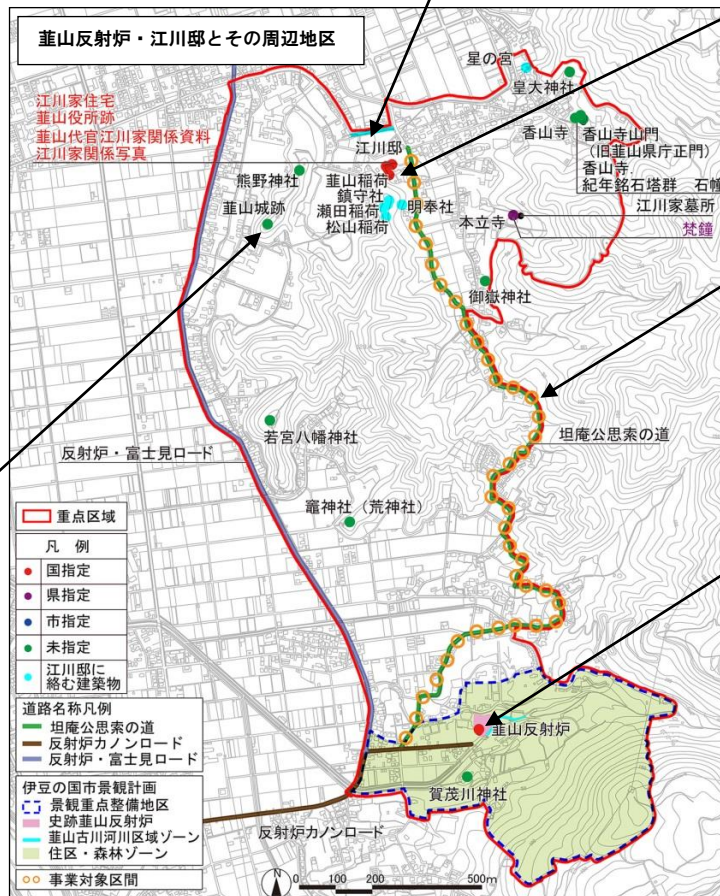 韮山反射炉・江川邸とその周辺地区
星の宮
皇大神社
江川家住宅
韮山役所跡
韮山代官江川家関係資料
江川家関係写真
江川邸
香山寺
香山寺山門
(旧韮山県庁正門)
香山寺
紀年銘石塔群 石幢
熊野神社
韮山稲荷
鎮守社
瀬田稲荷
松山稲荷
明奉社
韮山城跡
本立寺
江川家墓所
梵鐘
御嶽神社
若宮八幡神社
反射炉・富士見ロード
坦庵公思索の道
竈神社(荒神社)
重点区域
凡 例
国指定
県指定
市指定
未指定
江川邸に
絡む建築物
道路名称凡例
坦庵公思索の道
反射炉カノンロード
反射炉・富士見ロード
伊豆の国市景観計画
景観重点整備地区
史跡韮山反射炉
韮山古川河川区域ゾーン
住区・森林ゾーン
事業対象区間
韮山反射炉
賀茂川神社
反射炉カノンロード
N
0 100 200 500m